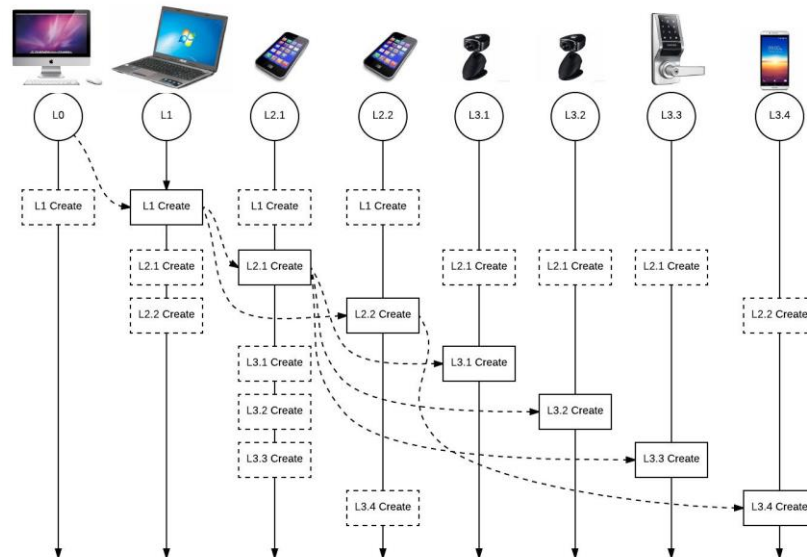 L0
L1
L2.1
L2.2
L3.1
L3.2
L3.3
L3.4
L1 Create
L1 Create
L1 Create
L1 Create
L2.1 Create
L2.1 Create
L2.1 Create
L2.1 Create
L2.1 Create
L2.2 Create
L2.2 Create
L2.2 Create
L3.1 Create
L3.1 Create
L3.2 Create
L3.2 Create
L3.3 Create
L3.3 Create
L3.4 Create
L3.4 Create